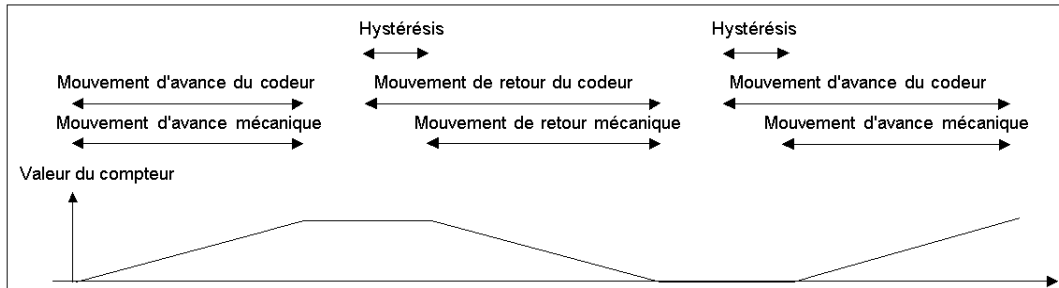 Hystérésis
Hystérésis
Mouvement d'avance du codeur
Mouvement de retour du codeur
Mouvement d'avance du codeur
Mouvement d'avance mécanique
Mouvement de retour mécanique
Mouvement d'avance mécanique
Valeur du compteur